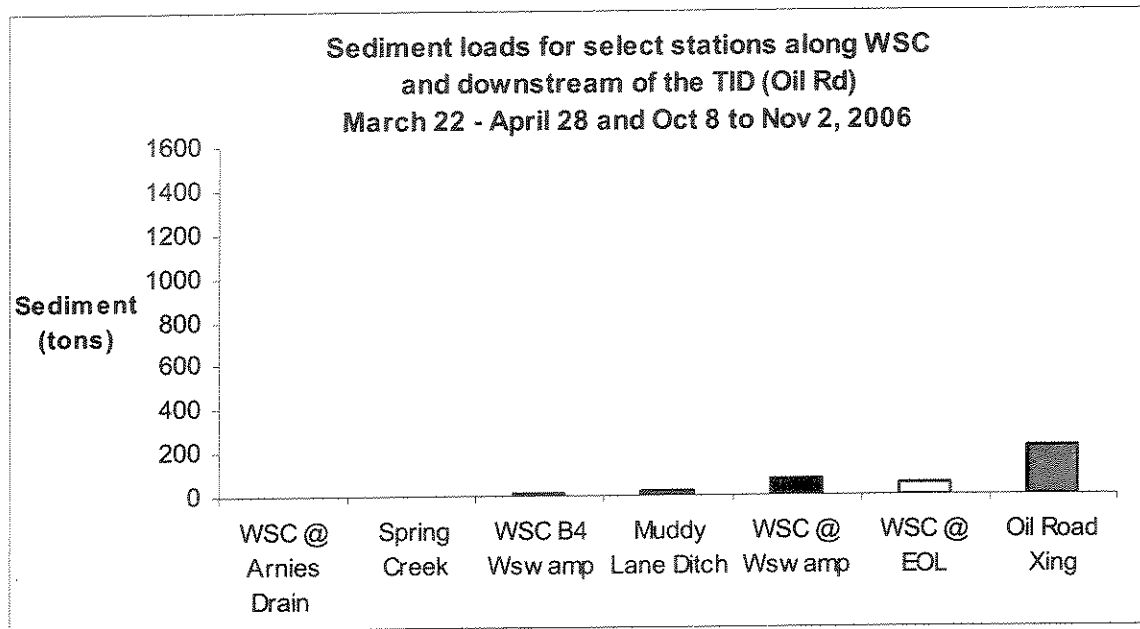 Sediment loads for select stations along WSC
and downstream of the TID (Oil Rd)
March 22 - April 28 and Oct 8 to Nov 2, 2006
1600
1400
1200
1000
800
600
400
200
0
Sediment
(tons)
WSC @
Arnies
Drain
Spring
Creek
WSC B4
Wsw amp
Muddy
Lane Ditch
WSC @
Wsw amp
WSC @
EOL
Oil Road
Xing